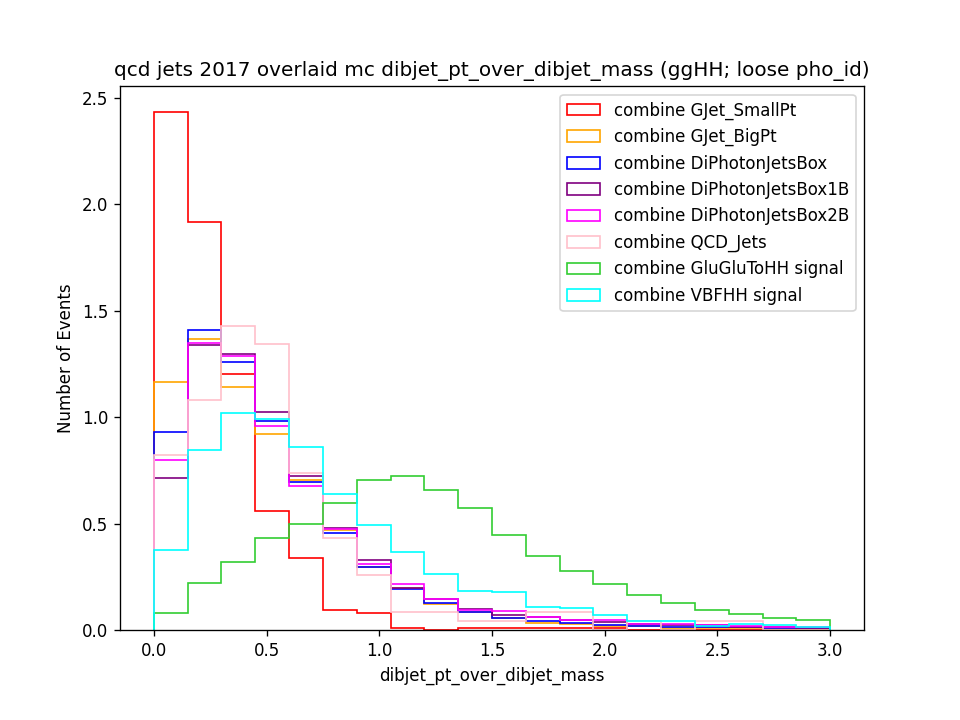 qcd jets 2017 overlaid mc dibjet_pt_over_dibjet_mass (ggHH; loose pho_id)
combine GJet_SmallPt
combine GJet_BigPt
combine DiPhotonJetsBox
combine DiPhotonJetsBox1B
combine DiPhotonJetsBox2B
combine QCD_Jets
combine GluGluToHH signal
combine VBFHH signal
Number of Events
2.5
2.0
1.5
1.0
0.5
0.0
0.0 0.5 1.0 1.5 2.0 2.5 3.0
dibjet_pt_over_dibjet_mass